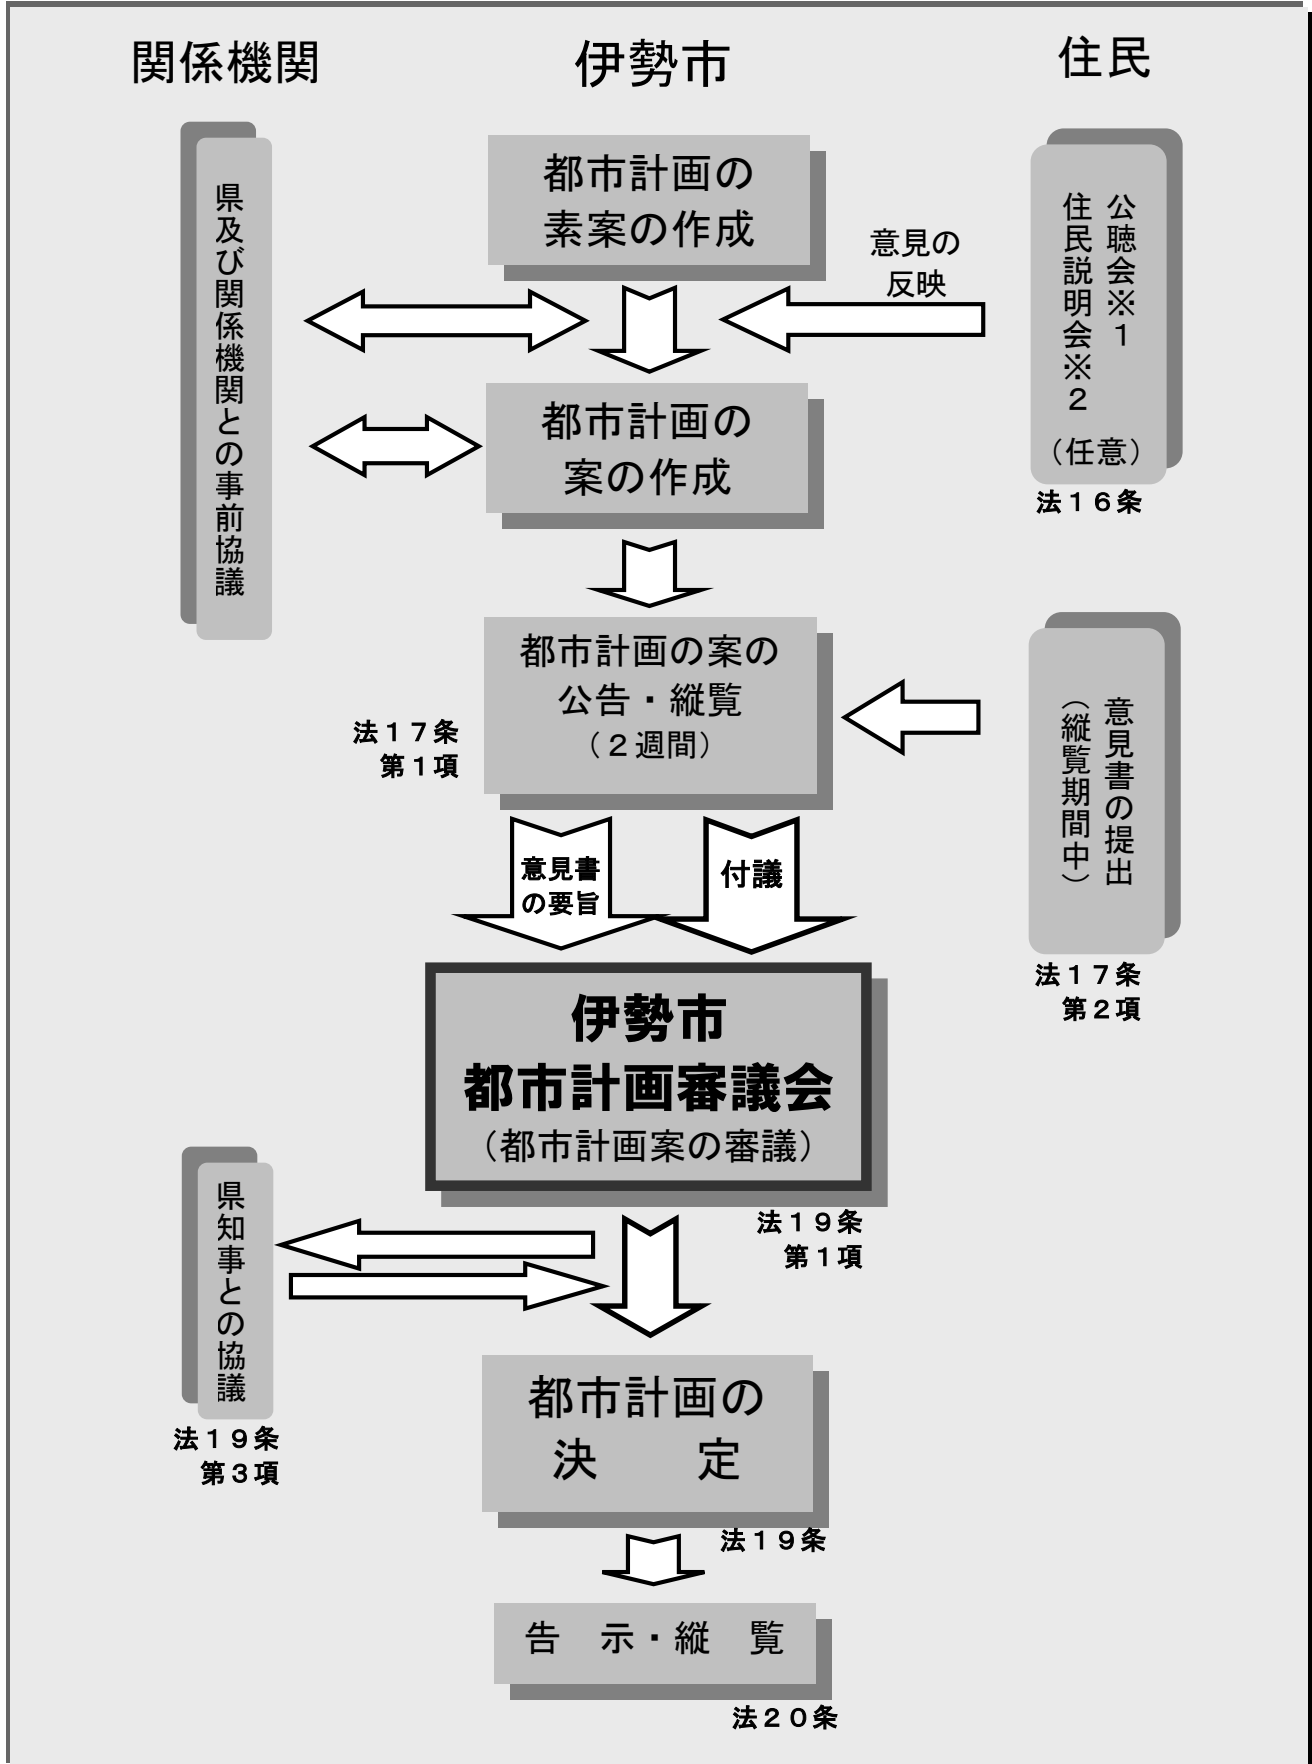 関係機関
伊勢市
住民
都市計画の
素案の作成
県及び関係機関との事前協議
意見の
反映
公聴会※１
住民説明会※２
（任意）
法１６条
都市計画の
案の作成
都市計画の案の
公告・縦覧
（２週間）
法１７条
第１項
意見書の提出
（縦覧期間中）
法１７条
第２項
意見書
の要旨
付議
伊勢市
都市計画審議会
（都市計画案の審議）
法１９条
第１項
県知事との協議
法１９条
第３項
都市計画の
決　　定
法１９条
告　示・縦　覧
法２０条